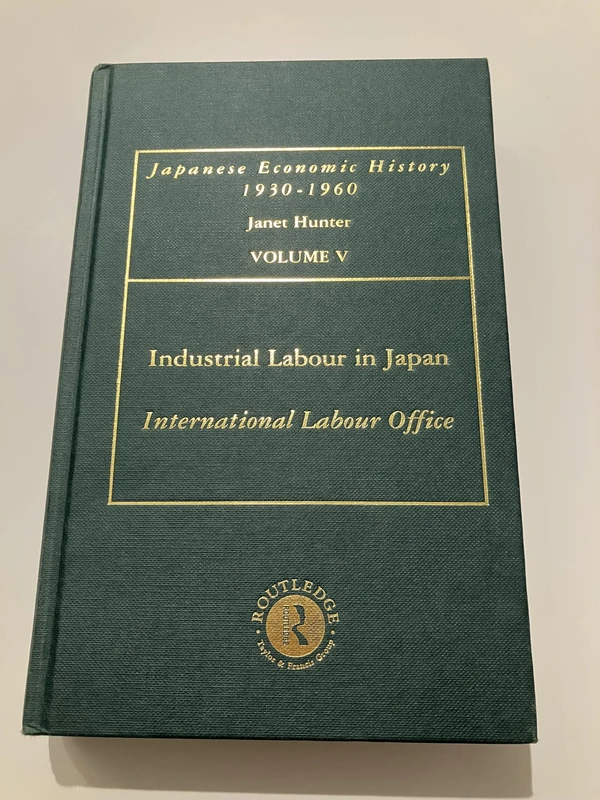 Japanese Economic History
1930-1960
Janet Hunter
VOLUME V
Industrial Labour in Japan
International Labour Office
ROUTLEDGE
R
ROUTLEDGE
Taylor & Francis Group